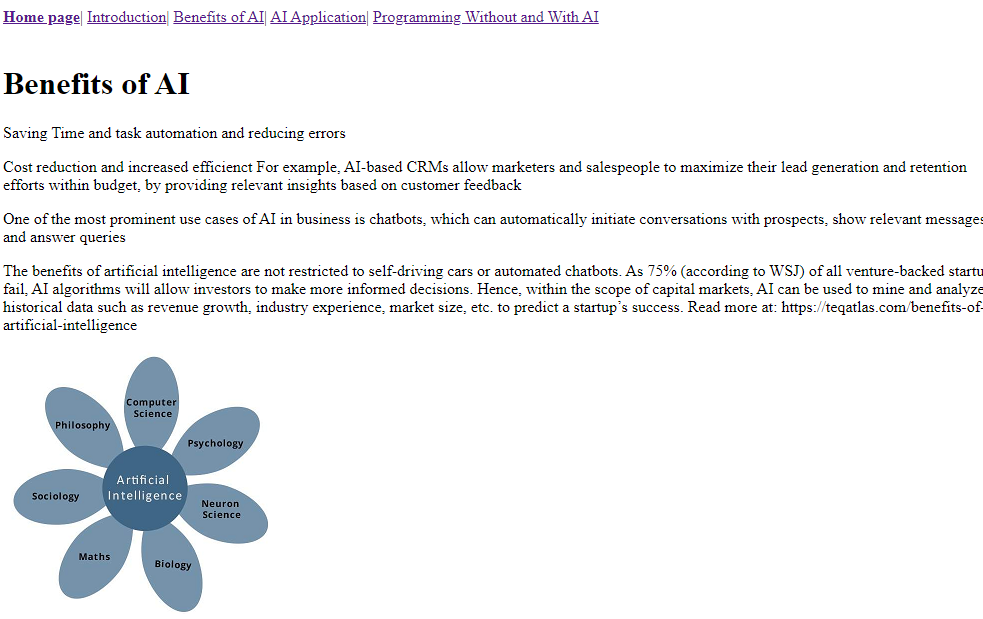 Home page| Introduction| Benefits of AI| AI Application| Programming Without and With AI
Benefits of AI
Saving Time and task automation and reducing errors
Cost reduction and increased efficienct For example, AI-based CRMs allow marketers and salespeople to maximize their lead generation and retention
efforts within budget, by providing relevant insights based on customer feedback
One of the most prominent use cases of AI in business is chatbots, which can automatically initiate conversations with prospects, show relevant messages
and answer queries
The benefits of artificial intelligence are not restricted to self-driving cars or automated chatbots. As 75% (according to WSJ) of all venture-backed startu
fail, AI algorithms will allow investors to make more informed decisions. Hence, within the scope of capital markets, AI can be used to mine and analyze
historical data such as revenue growth, industry experience, market size, etc. to predict a startup’s success. Read more at: https://teqatlas.com/benefits-of-
artificial-intelligence
Computer
Science
Philosophy
Psychology
Artificial
Intelligence
Sociology
Neuron
Science
Maths
Biology